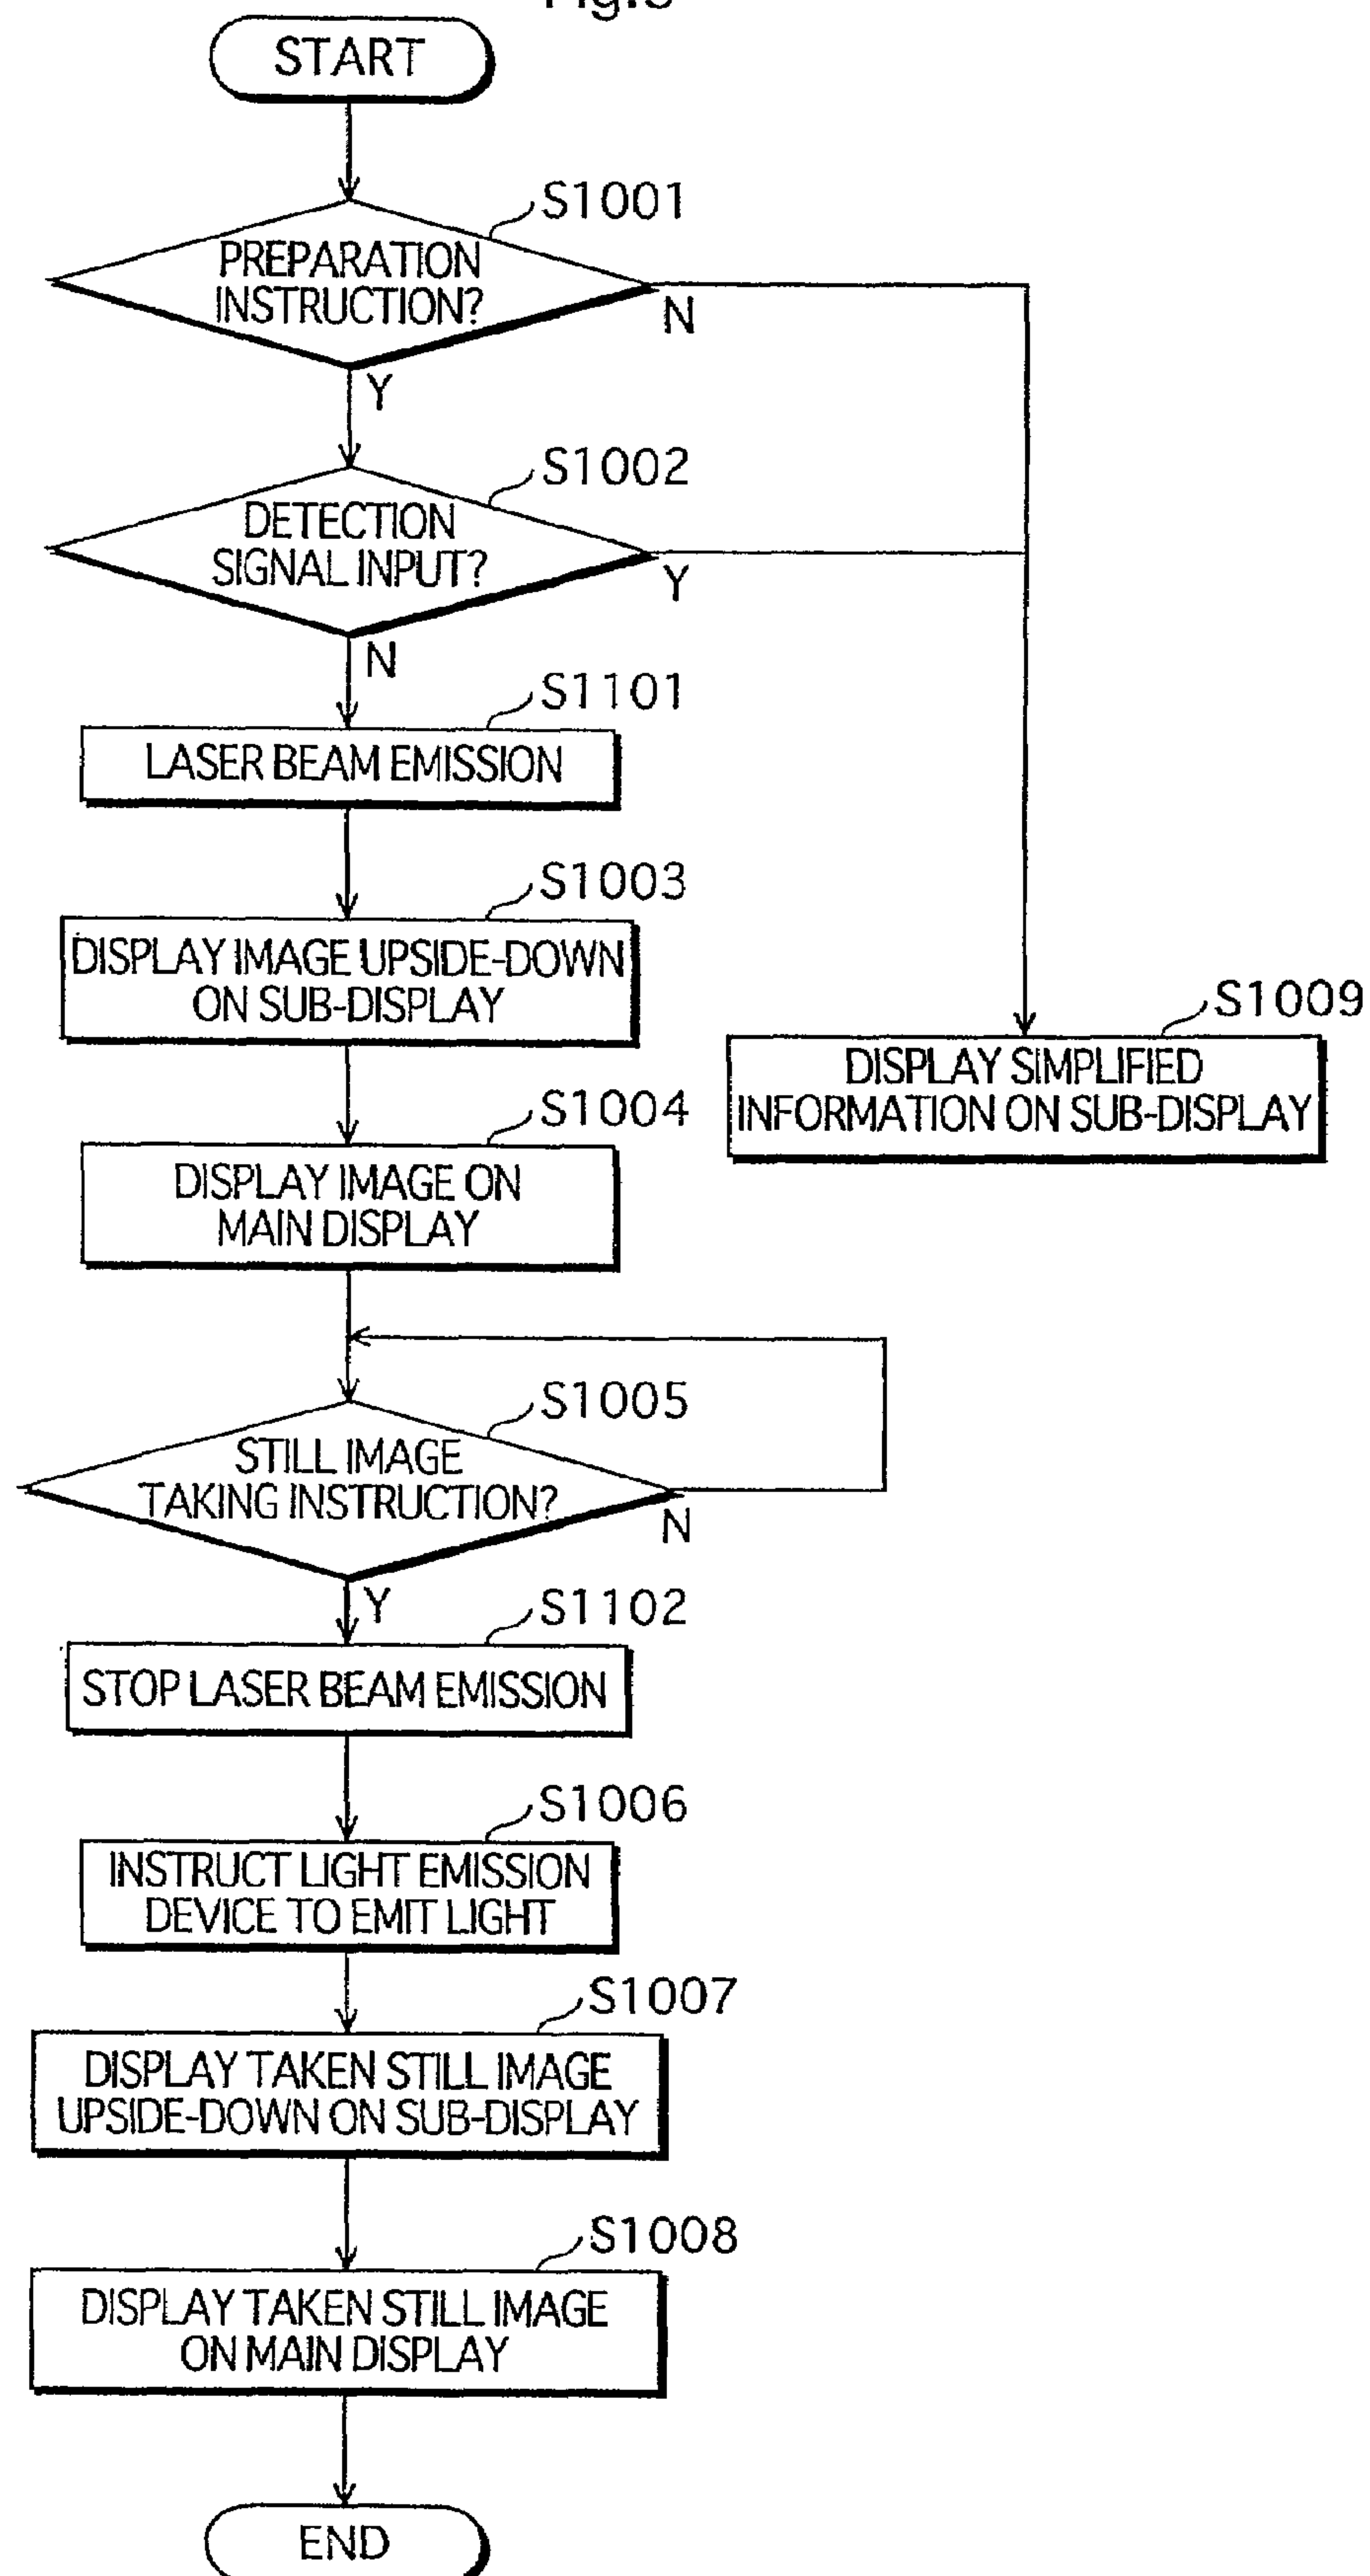 START
S1001
PREPARATION
INSTRUCTION?
N
Y
S1002
DETECTION
SIGNAL INPUT?
Y
N
S1101
LASER BEAM EMISSION
S1003
DISPLAY IMAGE UPSIDE-DOWN
ON SUB-DISPLAY
S1009
DISPLAY SIMPLIFIED
INFORMATION ON SUB-DISPLAY
S1004
DISPLAY IMAGE ON
MAIN DISPLAY
S1005
STILL IMAGE
TAKING INSTRUCTION?
N
Y
S1102
STOP LASER BEAM EMISSION
S1006
INSTRUCT LIGHT EMISSION
DEVICE TO EMIT LIGHT
S1007
DISPLAY TAKEN STILL IMAGE
UPSIDE-DOWN ON SUB-DISPLAY
S1008
DISPLAY TAKEN STILL IMAGE
ON MAIN DISPLAY
END